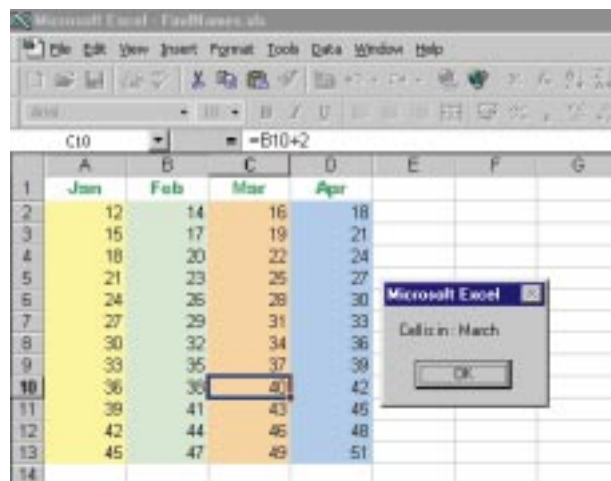 Microsoft Excel - FindNames.xls
File Edit View Insert Format Tools Data Window Help
Arial 10 B I U
C10 = =B10+2
A B C D E F G
1 Jan Feb Mar Apr
2 12 14 16 18
3 15 17 19 21
4 18 20 22 24
5 21 23 25 27
6 24 26 28 30
7 27 29 31 33
8 30 32 34 36
9 33 35 37 39
10 36 38 40 42
11 39 41 43 45
12 42 44 46 48
13 45 47 49 51
14
Microsoft Excel
Cell is in : March
OK